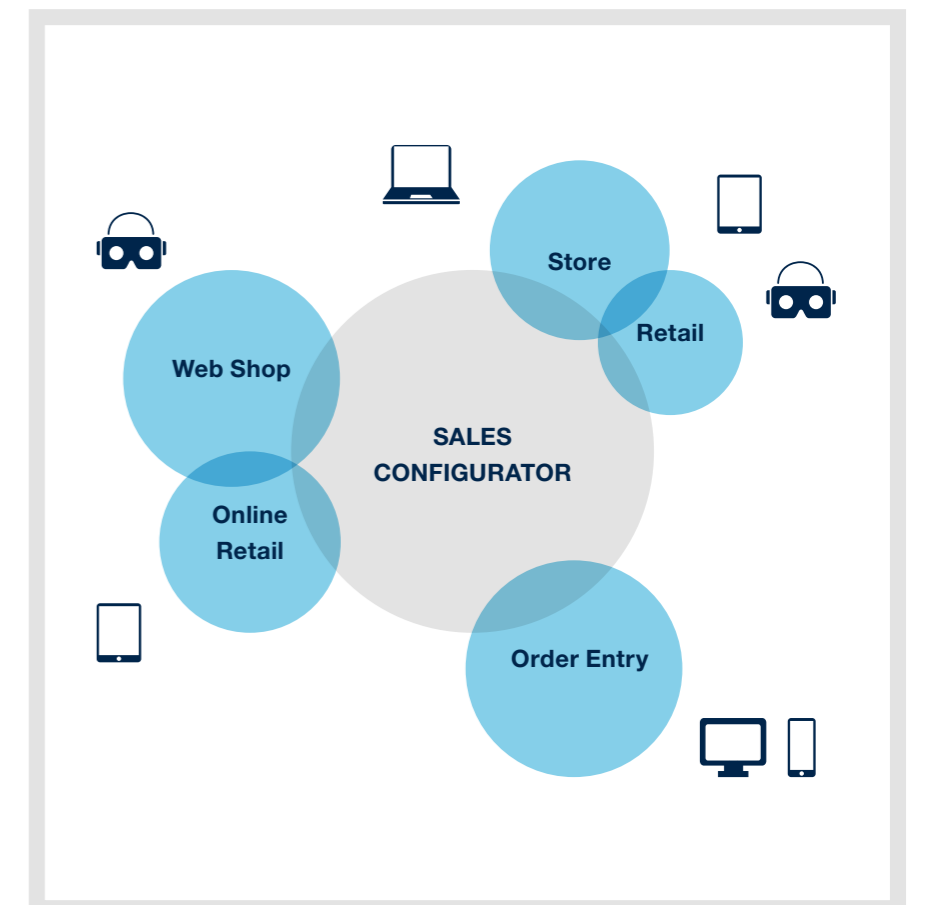 Store
Retail
Web Shop
SALES
CONFIGURATOR
Online
Retail
Order Entry